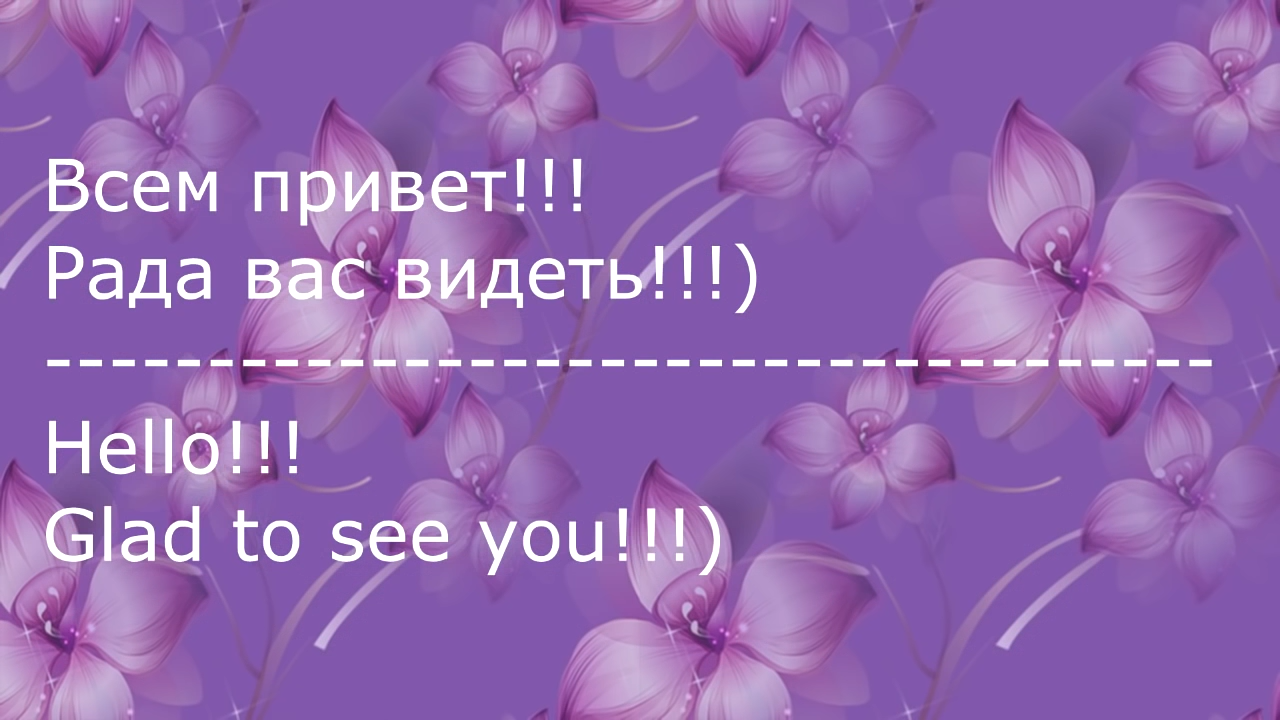 Всем привет!!!
Рада вас видеть!!!)
------------------------------------
Hello!!!
Glad to see you!!!)